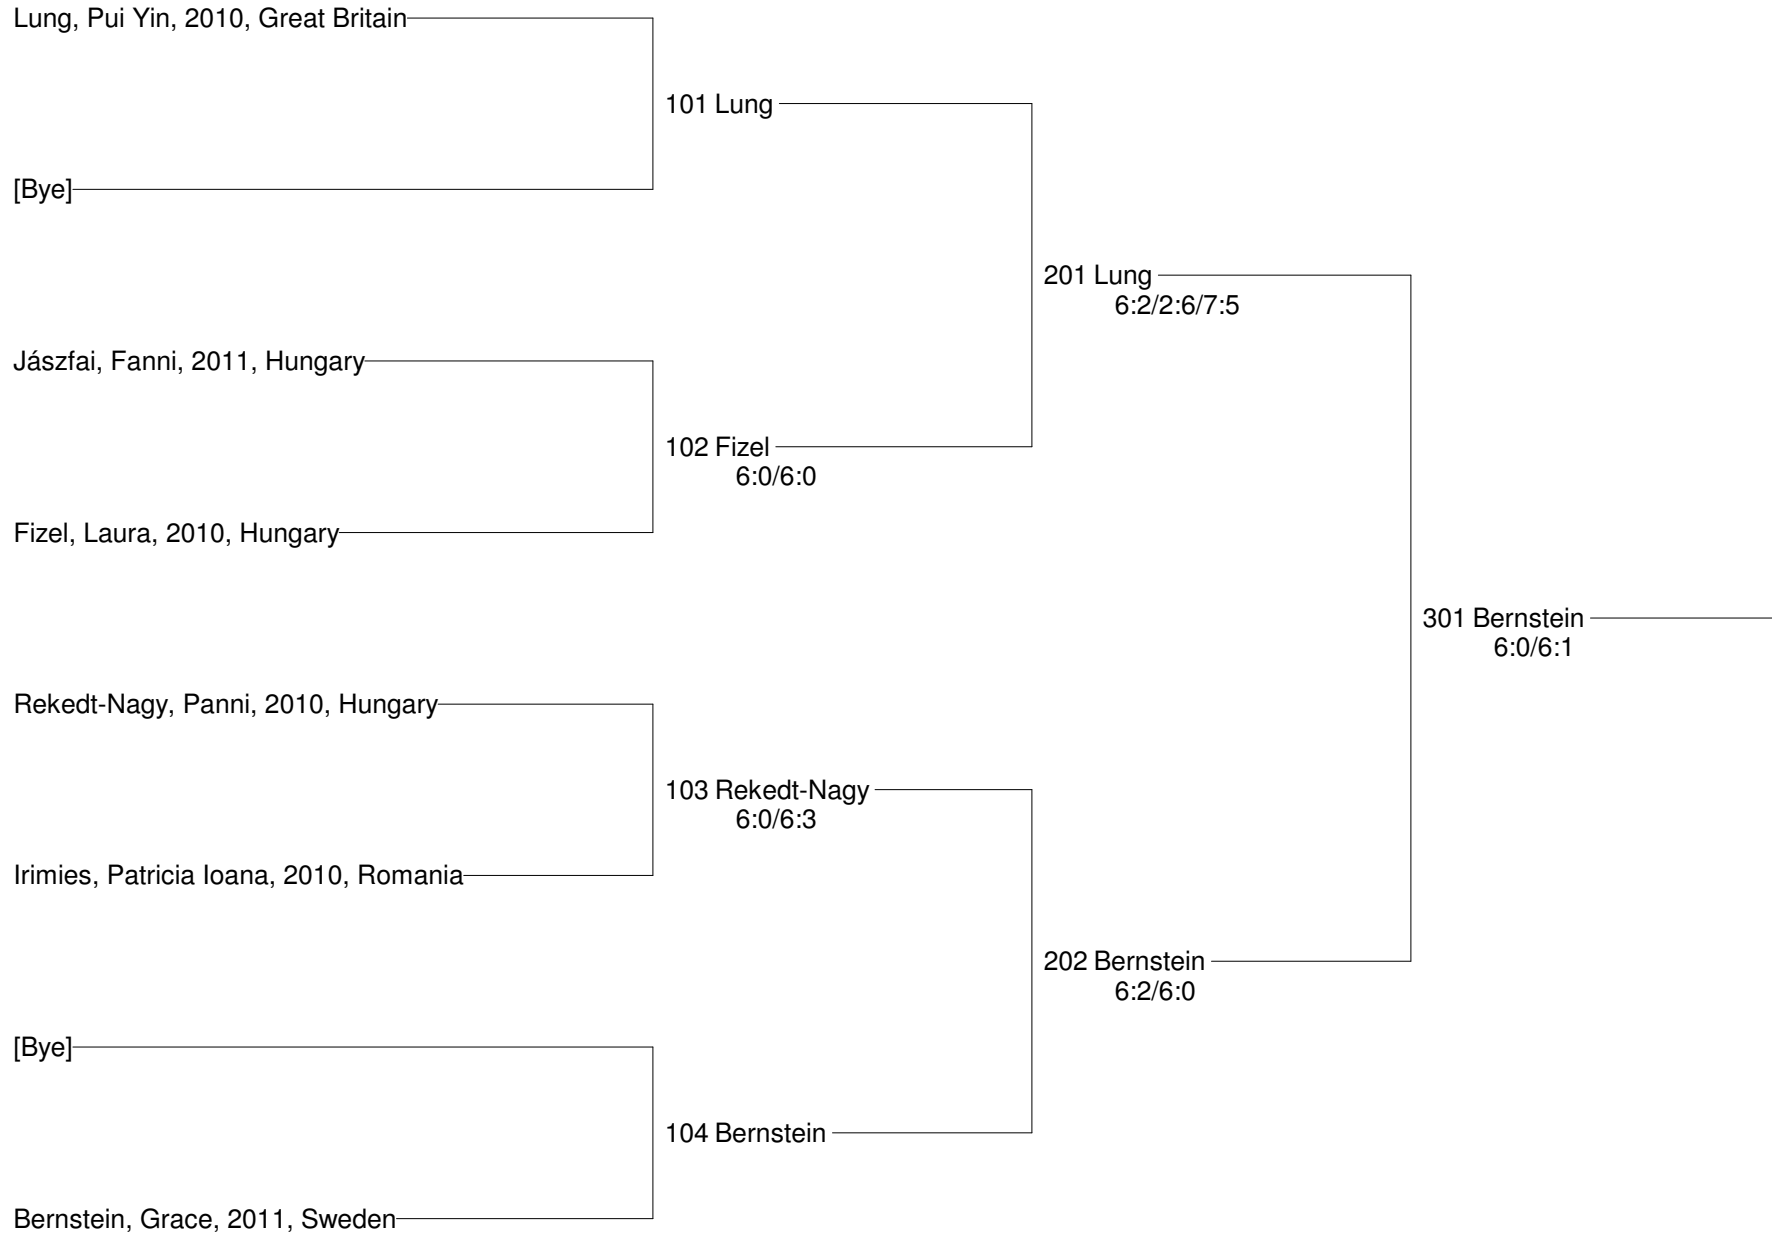 Lung, Pui Yin, 2010, Great Britain
101 Lung
[Bye]
201 Lung
6:2/2:6/7:5
Jászfai, Fanni, 2011, Hungary
102 Fizel
6:0/6:0
Fizel, Laura, 2010, Hungary
301 Bernstein
6:0/6:1
Rekedt-Nagy, Panni, 2010, Hungary
103 Rekedt-Nagy
6:0/6:3
Irimies, Patricia Ioana, 2010, Romania
202 Bernstein
6:2/6:0
[Bye]
104 Bernstein
Bernstein, Grace, 2011, Sweden